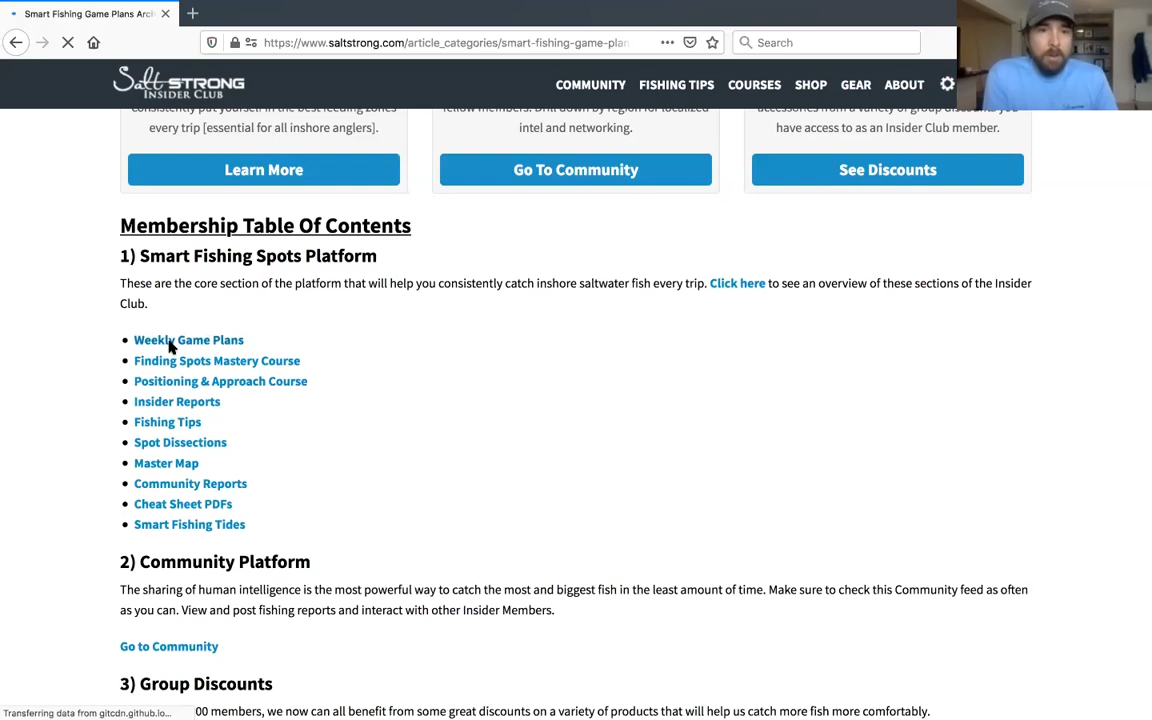 Smart Fishing Game Plans Arc
https://www.saltstrong.com/article_categories/smart-fishing-game-plan
Search
Salt STRONG
INSIDER CLUB
COMMUNITY FISHING TIPS COURSES SHOP GEAR ABOUT
consistently put yourself in the best feeding zones
every trip [essential for all inshore anglers].
fellow members. Drill down by region for localized
intel and networking.
accessories from a variety of group discounts you
have access to as an Insider Club member.
Learn More
Go To Community
See Discounts
Membership Table Of Contents
1) Smart Fishing Spots Platform
These are the core section of the platform that will help you consistently catch inshore saltwater fish every trip. Click here to see an overview of these sections of the Insider
Club.
Weekly Game Plans
Finding Spots Mastery Course
Positioning & Approach Course
Insider Reports
Fishing Tips
Spot Dissections
Master Map
Community Reports
Cheat Sheet PDFs
Smart Fishing Tides
2) Community Platform
The sharing of human intelligence is the most powerful way to catch the most and biggest fish in the least amount of time. Make sure to check this Community feed as often
as you can. View and post fishing reports and interact with other Insider Members.
Go to Community
3) Group Discounts
00 members, we now can all benefit from some great discounts on a variety of products that will help us catch more fish more comfortably.
Transferring data from gitcdn.github.io...